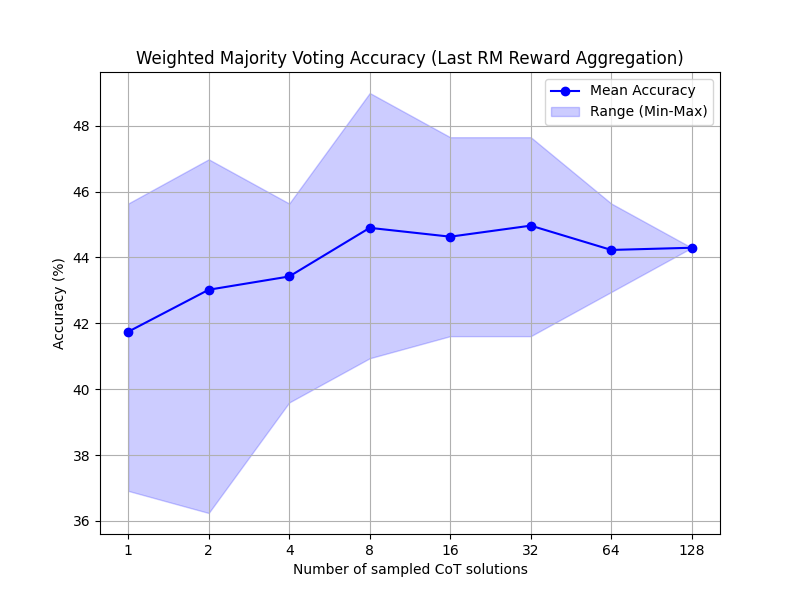 Weighted Majority Voting Accuracy (Last RM Reward Aggregation)
Mean Accuracy
Range (Min-Max)
48
46
44
42
40
38
36
Accuracy (%)
1 2 4 8 16 32 64 128
Number of sampled CoT solutions